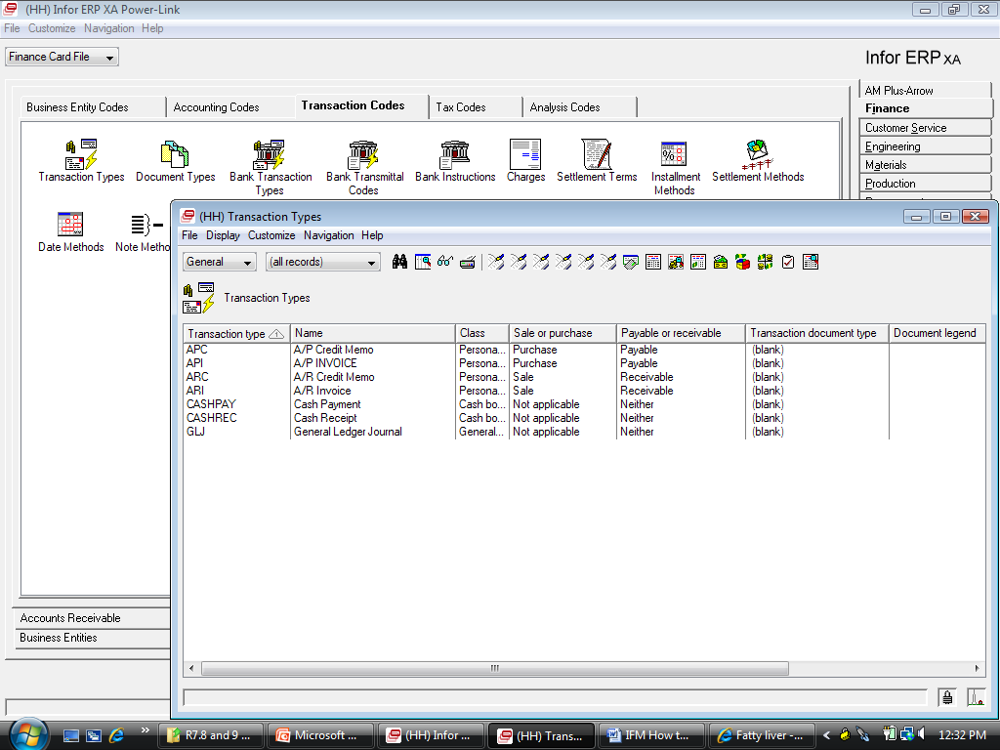 (HH) Infor ERP XA Power-Link
File Customize Navigation Help
Finance Card File
Infor ERP XA
AM Plus-Arrow
Finance
Customer Service
Engineering
Materials
Production
Business Entity Codes Accounting Codes Transaction Codes Tax Codes Analysis Codes
Transaction Types Document Types Bank Transaction Types Bank Transmittal Codes Bank Instructions Charges Settlement Terms Installment Methods Settlement Methods
Date Methods Note Metho
(HH) Transaction Types
File Display Customize Navigation Help
General (all records)
Transaction Types
Transaction type Name Class Sale or purchase Payable or receivable Transaction document type Document legend
APC A/P Credit Memo Persona... Purchase Payable (blank)
API A/P INVOICE Persona... Purchase Payable (blank)
ARC A/R Credit Memo Persona... Sale Receivable (blank)
ARI A/R Invoice Persona... Sale Receivable (blank)
CASHPAY Cash Payment Cash bo... Not applicable Neither (blank)
CASHREC Cash Receipt Cash bo... Not applicable Neither (blank)
GLJ General Ledger Journal General... Not applicable Neither (blank)
Accounts Receivable
Business Entities
R7.8 and 9 ... Microsoft ... (HH) Infor ... (HH) Trans... IFM How t... Fatty liver -... 12:32 PM